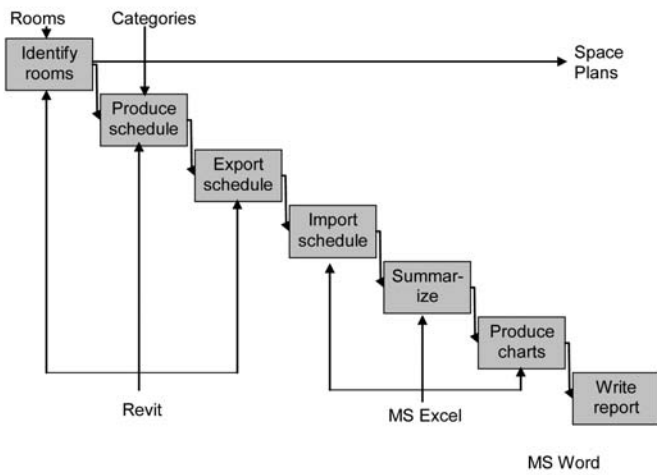 Rooms
Categories
Identify
rooms
Space
Plans
Produce
schedule
Export
schedule
Import
schedule
Summar-
ize
Produce
charts
Write
report
Revit
MS Excel
MS Word